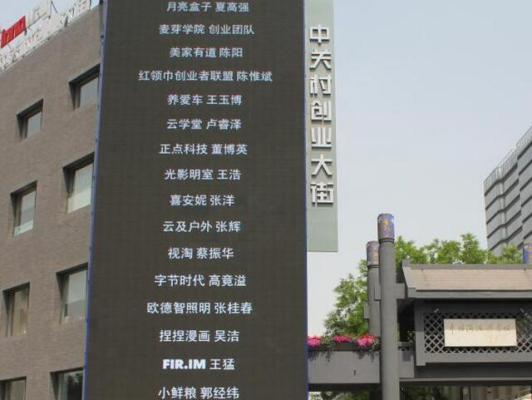 月亮盒子 夏高强
麦芽学院 创业团队
美家有道 陈阳
红领巾创业者联盟 陈惟斌
养爱车 王玉博
云学堂 卢睿泽
正点科技 董博英
光影明室 王浩
喜安妮 张洋
云及户外 张辉
视淘 蔡振华
字节时代 高竟溢
欧德智照明 张桂春
捏捏漫画 吴洁
FIR.IM 王猛
小鲜粮 郭经纬
中关村创业大街